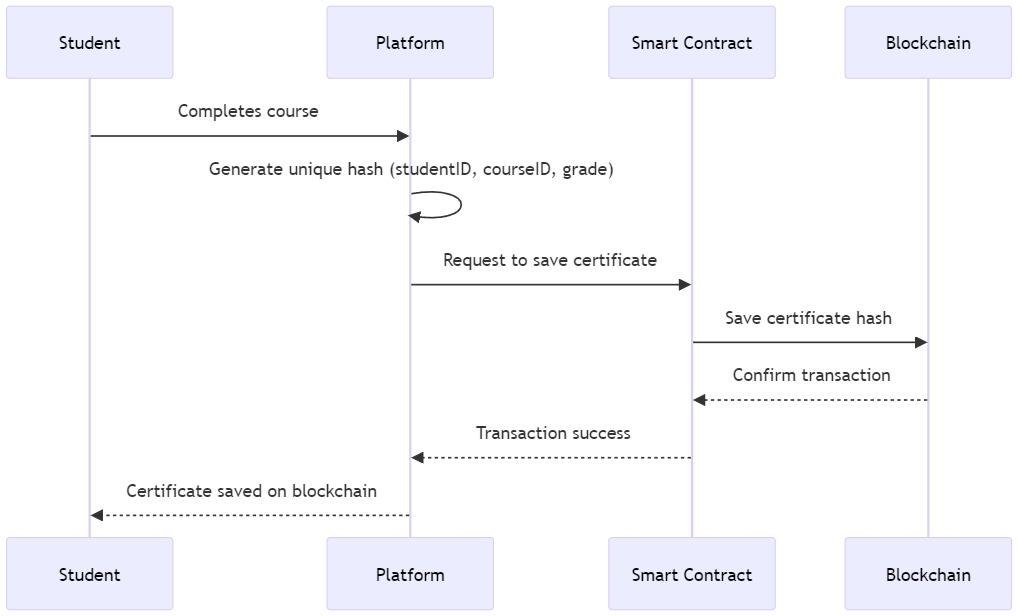 Student
Platform
Smart Contract
Blockchain
Completes course
Generate unique hash (studentID, courseID, grade)
Request to save certificate
Save certificate hash
Confirm transaction
Transaction success
Certificate saved on blockchain
Student
Platform
Smart Contract
Blockchain